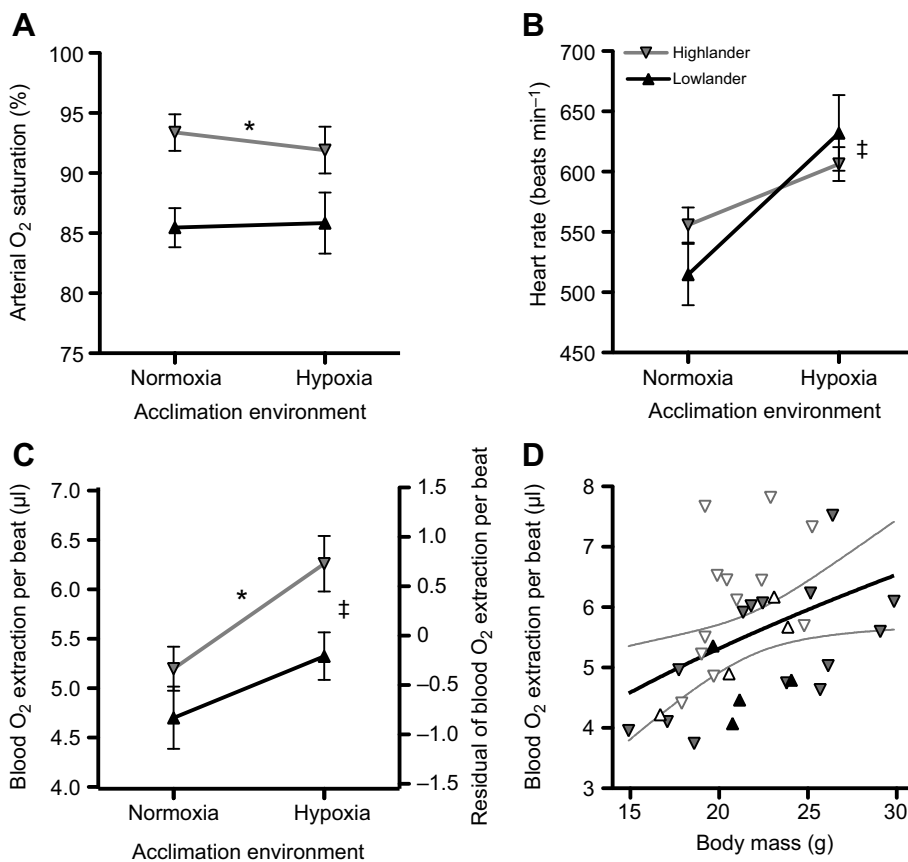 A
Arterial O2 saturation (%)
100
95
90
85
80
75
*
Normoxia Hypoxia
Acclimation environment
B
Heart rate (beats min–1)
700
650
600
550
500
450
Highlander
Lowlander
‡
Normoxia Hypoxia
Acclimation environment
C
Blood O2 extraction per beat (µl)
7.0
6.5
6.0
5.5
5.0
4.5
4.0
*
‡
1.5
1.0
0.5
0
–0.5
–1.0
–1.5
Residual of blood O2 extraction per beat
Normoxia Hypoxia
Acclimation environment
D
Blood O2 extraction per beat (µl)
8
7
6
5
4
3
15 20 25 30
Body mass (g)